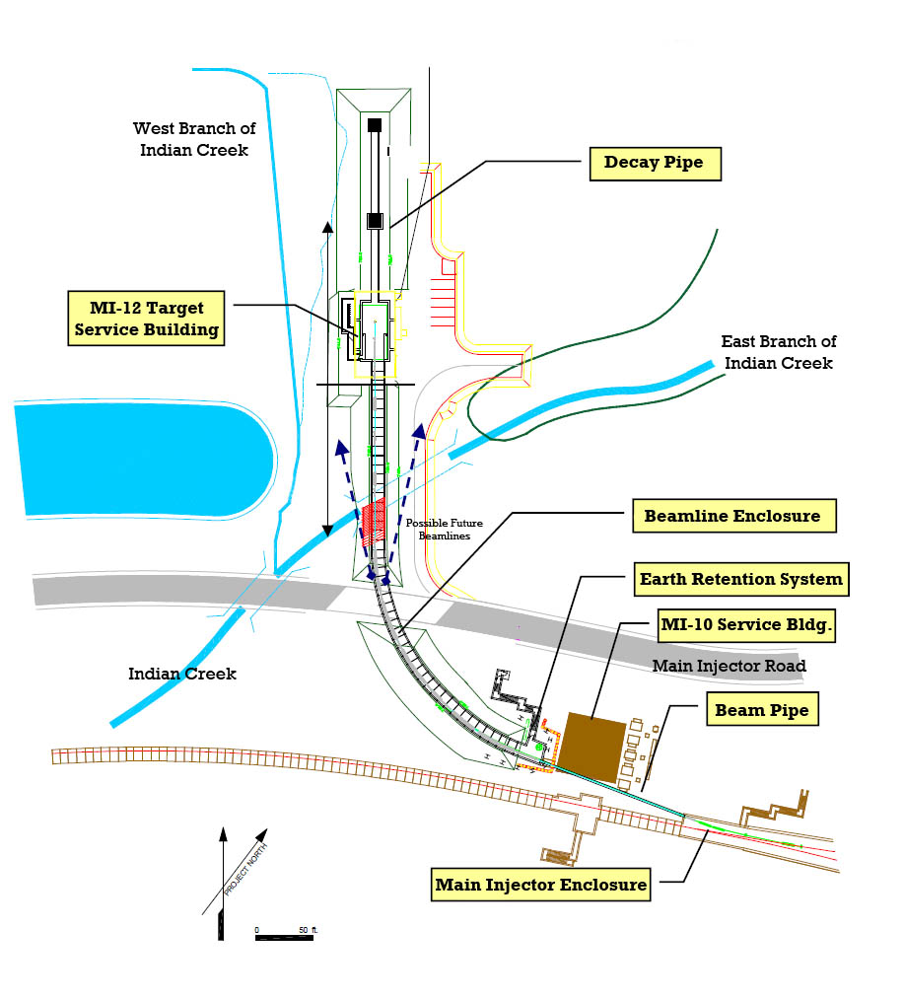 West Branch of
Indian Creek
Decay Pipe
MI-12 Target
Service Building
East Branch of
Indian Creek
Possible Future
Beamlines
Beamline Enclosure
Earth Retention System
MI-10 Service Bldg.
Main Injector Road
Indian Creek
Beam Pipe
Main Injector Enclosure
PROJECT NORTH
0 50 ft.